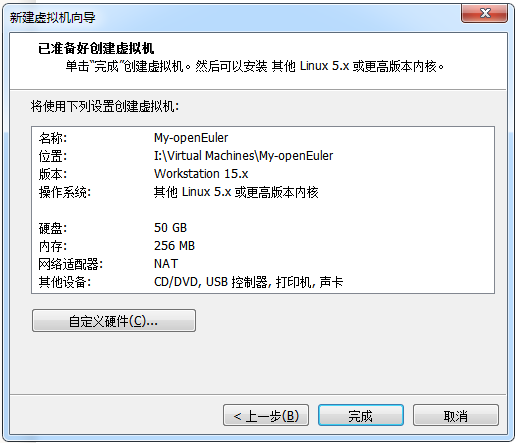 新建虚拟机向导
已准备好创建虚拟机
单击“完成”创建虚拟机。然后可以安装 其他 Linux 5.x 或更高版本内核。
将使用下列设置创建虚拟机:
名称: My-openEuler
位置: I:\Virtual Machines\My-openEuler
版本: Workstation 15.x
操作系统: 其他 Linux 5.x 或更高版本内核
硬盘: 50 GB
内存: 256 MB
网络适配器: NAT
其他设备: CD/DVD, USB 控制器, 打印机, 声卡
自定义硬件(C)...
< 上一步(B) 完成 取消